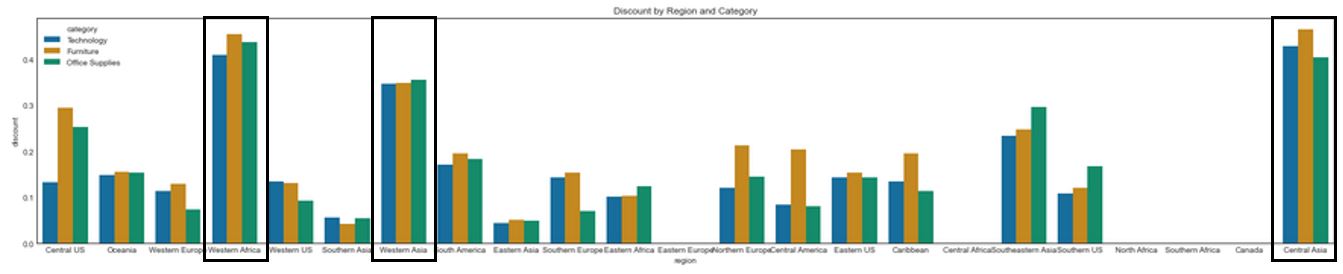 Discount by Region and Category
category
Technology
Furniture
Office Supplies
0.4
0.3
0.2
0.1
0.0
discount
Central US Oceania Western Europ Western Africa Western US Southern Asia Western Asia outh America Eastern Asia Southern Europe Eastern Africa Eastern Europe Northern Europe Central America Eastern US Caribbean Central Africa Southeastern Asia Southern US North Africa Southern Africa Canada Central Asia
region